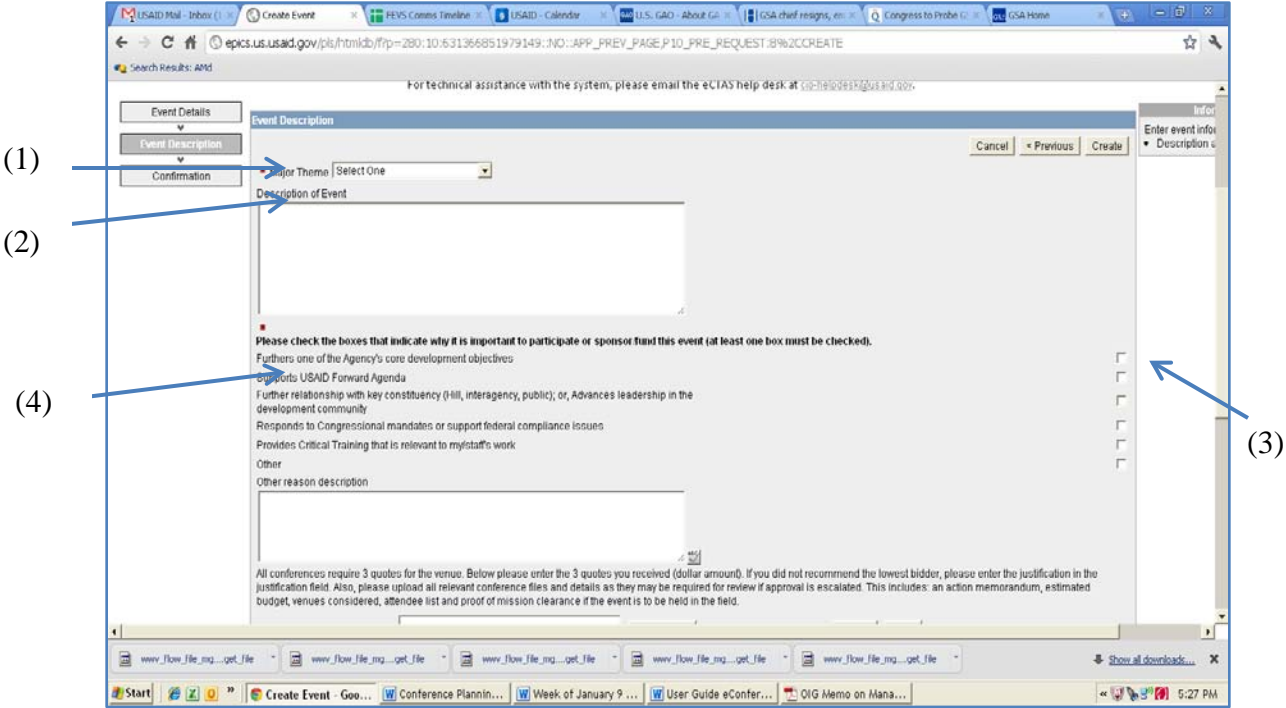 USAID Mail - Inbox (1
Create Event
FEVS Comms Timeline
USAID - Calendar
U.S. GAO - About GA
GSA chief resigns, en
Congress to Probe G
GSA Home
epics.us.usaid.gov/pls/htmldb/f?p=280:10:631366851979149::NO::APP_PREV_PAGE,P10_PRE_REQUEST:8%2CCREATE
Search Results: AMd
For technical assistance with the system, please email the eCTAS help desk at cio-helpdesk@usaid.gov.
Event Details
Event Description
Confirmation
Event Description
Cancel < Previous Create
Infor
Enter event infor
• Description a
(1)
Major Theme Select One
Description of Event
(2)
Please check the boxes that indicate why it is important to participate or sponsor/fund this event (at least one box must be checked).
Furthers one of the Agency's core development objectives
Supports USAID Forward Agenda
(4)
Further relationship with key constituency (Hill, interagency, public); or, Advances leadership in the
development community
Responds to Congressional mandates or support federal compliance issues
(3)
Provides Critical Training that is relevant to my/staff's work
Other
Other reason description
All conferences require 3 quotes for the venue. Below please enter the 3 quotes you received (dollar amount). If you did not recommend the lowest bidder, please enter the justification in the
justification field. Also, please upload all relevant conference files and details as they may be required for review if approval is escalated. This includes: an action memorandum, estimated
budget, venues considered, attendee list and proof of mission clearance if the event is to be held in the field.
wwv_flow_file_mg....get_file
wwv_flow_file_mg....get_file
wwv_flow_file_mg....get_file
wwv_flow_file_mg....get_file
wwv_flow_file_mg....get_file
Show all downloads...
Start
Create Event - Goo...
Conference Plannin...
Week of January 9 ...
User Guide eConfer...
OIG Memo on Mana...
5:27 PM